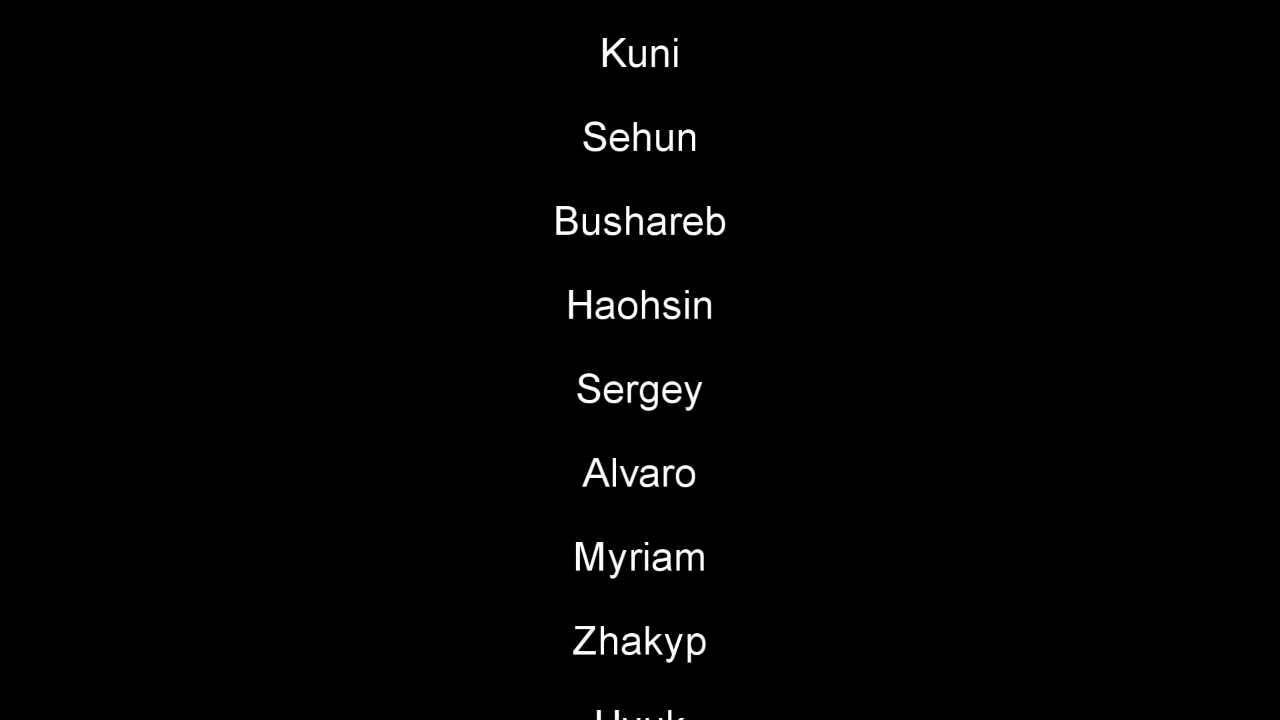 Kuni
Sehun
Bushareb
Haohsin
Sergey
Alvaro
Myriam
Zhakyp